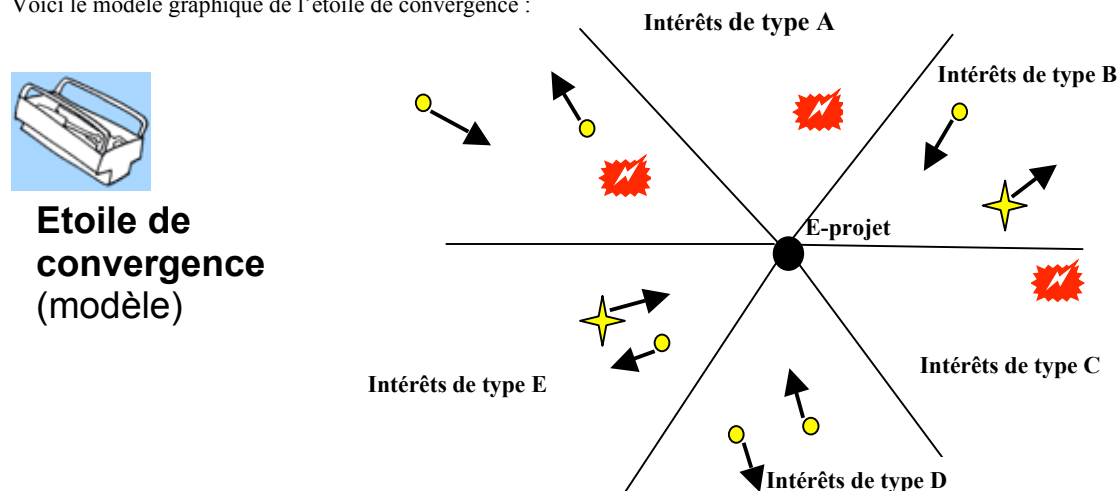 Voici le modèle graphique de l'étoile de convergence :
Intérêts de type A
Intérêts de type B
Etoile de
convergence
(modèle)
E-projet
Intérêts de type C
Intérêts de type E
Intérêts de type D